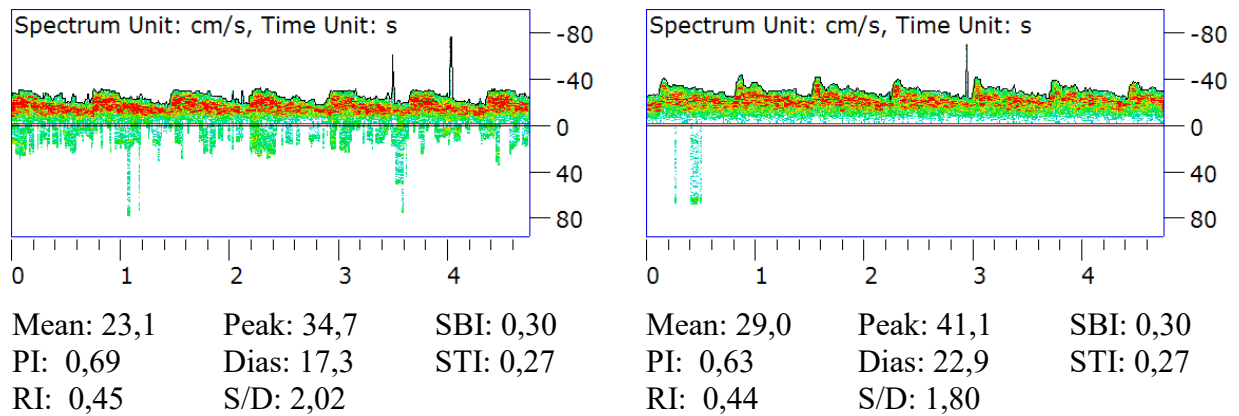 Spectrum Unit: cm/s, Time Unit: s
-80
-40
0
40
80
0 1 2 3 4
Mean: 23,1 Peak: 34,7 SBI: 0,30
PI: 0,69 Dias: 17,3 STI: 0,27
RI: 0,45 S/D: 2,02
Spectrum Unit: cm/s, Time Unit: s
-80
-40
0
40
80
0 1 2 3 4
Mean: 29,0 Peak: 41,1 SBI: 0,30
PI: 0,63 Dias: 22,9 STI: 0,27
RI: 0,44 S/D: 1,80